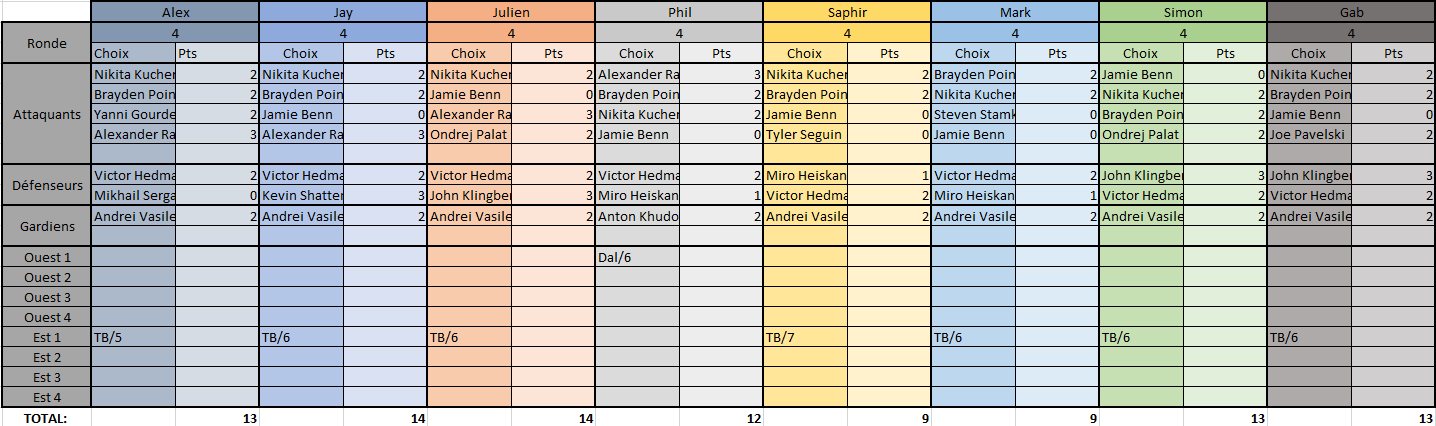 Alex Jay Julien Phil Saphir Mark Simon Gab
Ronde 4 4 4 4 4 4 4 4
Choix Pts Choix Pts Choix Pts Choix Pts Choix Pts Choix Pts Choix Pts Choix Pts
Attaquants
Nikita Kucher 2 Nikita Kucher 2 Nikita Kucher 2 Alexander Ra 3 Nikita Kucher 2 Brayden Poin 2 Jamie Benn 0 Nikita Kucher 2
Brayden Poin 2 Brayden Poin 2 Jamie Benn 0 Brayden Poin 2 Brayden Poin 2 Nikita Kucher 2 Nikita Kucher 2 Brayden Poin 2
Yanni Gourde 2 Jamie Benn 0 Alexander Ra 3 Nikita Kucher 2 Jamie Benn 0 Steven Stamk 0 Brayden Poin 2 Jamie Benn 0
Alexander Ra 3 Alexander Ra 3 Ondrej Palat 2 Jamie Benn 0 Tyler Seguin 0 Jamie Benn 0 Ondrej Palat 2 Joe Pavelski 2
Défenseurs
Victor Hedma 2 Victor Hedma 2 Victor Hedma 2 Victor Hedma 2 Miro Heiskan 1 Victor Hedma 2 John Klingber 3 John Klingber 3
Mikhail Serga 0 Kevin Shatter 3 John Klingber 3 Miro Heiskan 1 Victor Hedma 2 Miro Heiskan 1 Victor Hedma 2 Victor Hedma 2
Gardiens
Andrei Vasile 2 Andrei Vasile 2 Andrei Vasile 2 Anton Khudo 2 Andrei Vasile 2 Andrei Vasile 2 Andrei Vasile 2 Andrei Vasile 2
Ouest 1 Dal/6
Ouest 2
Ouest 3
Ouest 4
Est 1 TB/5 TB/6 TB/6 TB/7 TB/6 TB/6 TB/6
Est 2
Est 3
Est 4
TOTAL: 13 14 14 12 9 9 13 13